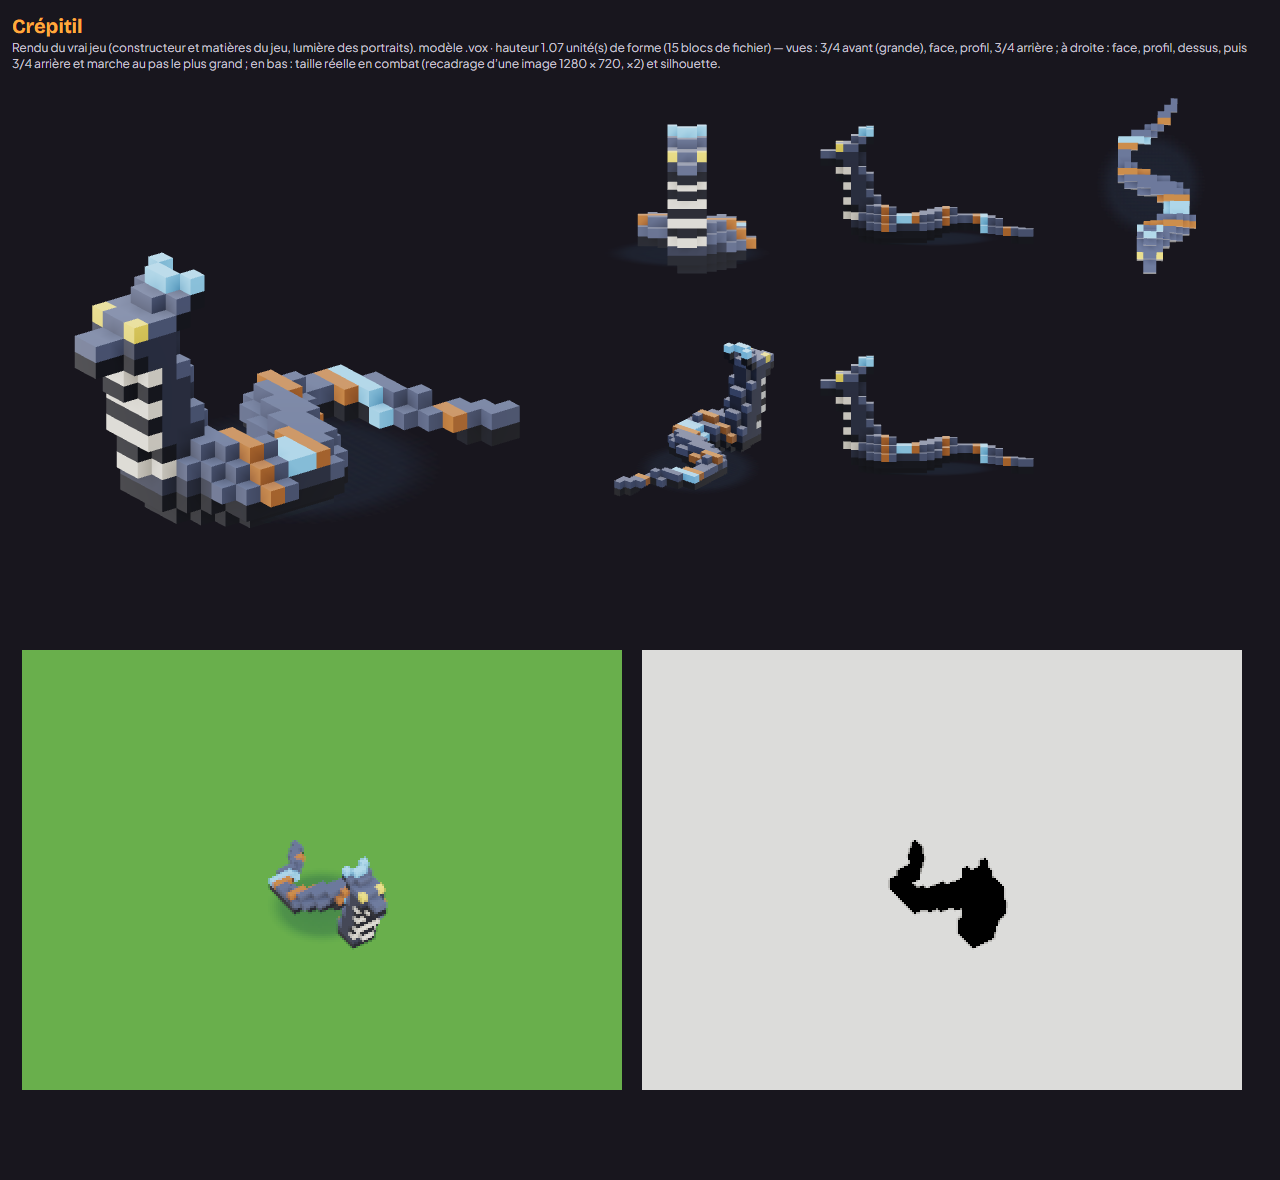 Crépitil
Rendu du vrai jeu (constructeur et matières du jeu, lumière des portraits). modèle .vox · hauteur 1.07 unité(s) de forme (15 blocs de fichier) — vues : 3/4 avant (grande), face, profil, 3/4 arrière ; à droite : face, profil, dessus, puis
3/4 arrière et marche au pas le plus grand ; en bas : taille réelle en combat (recadrage d'une image 1280 × 720, ×2) et silhouette.